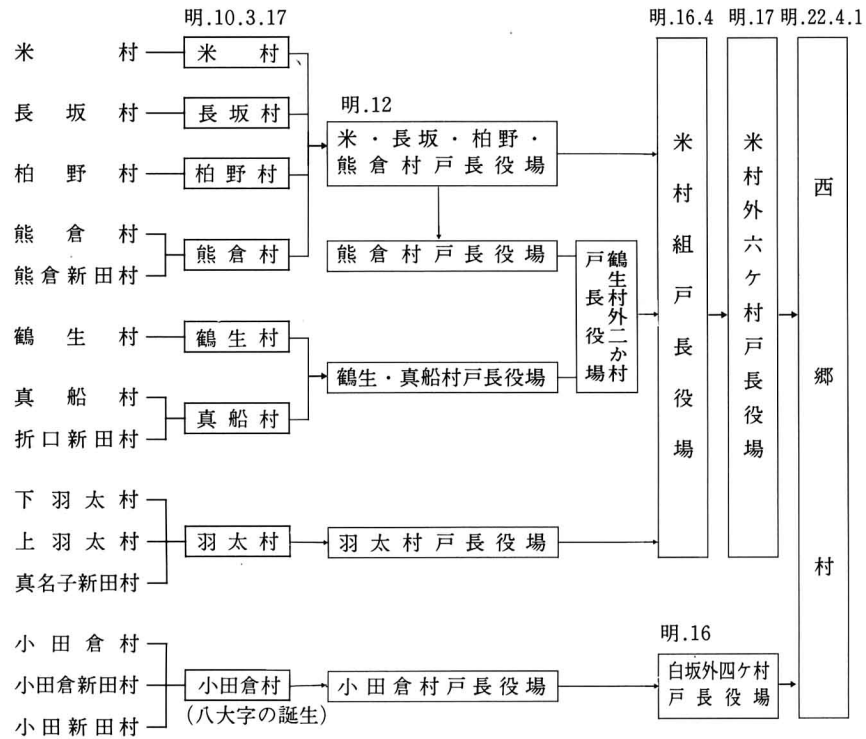 明.10.3.17
明.16.4
明.17
明.22.4.1
米村
米村
長坂村
長坂村
柏野村
柏野村
熊倉村
熊倉新田村
熊倉村
鶴生村
鶴生村
真船村
折口新田村
真船村
下羽太村
上羽太村
真名子新田村
羽太村
小田倉村
小田倉新田村
小田新田村
小田倉村
(八大字の誕生)
明.12
米・長坂・柏野・
熊倉村戸長役場
熊倉村戸長役場
鶴生・真船村戸長役場
鶴生村外二か村
戸長役場
羽太村戸長役場
小田倉村戸長役場
米村組戸長役場
米村外六ケ村戸長役場
明.16
白坂外四ケ村
戸長役場
西郷村